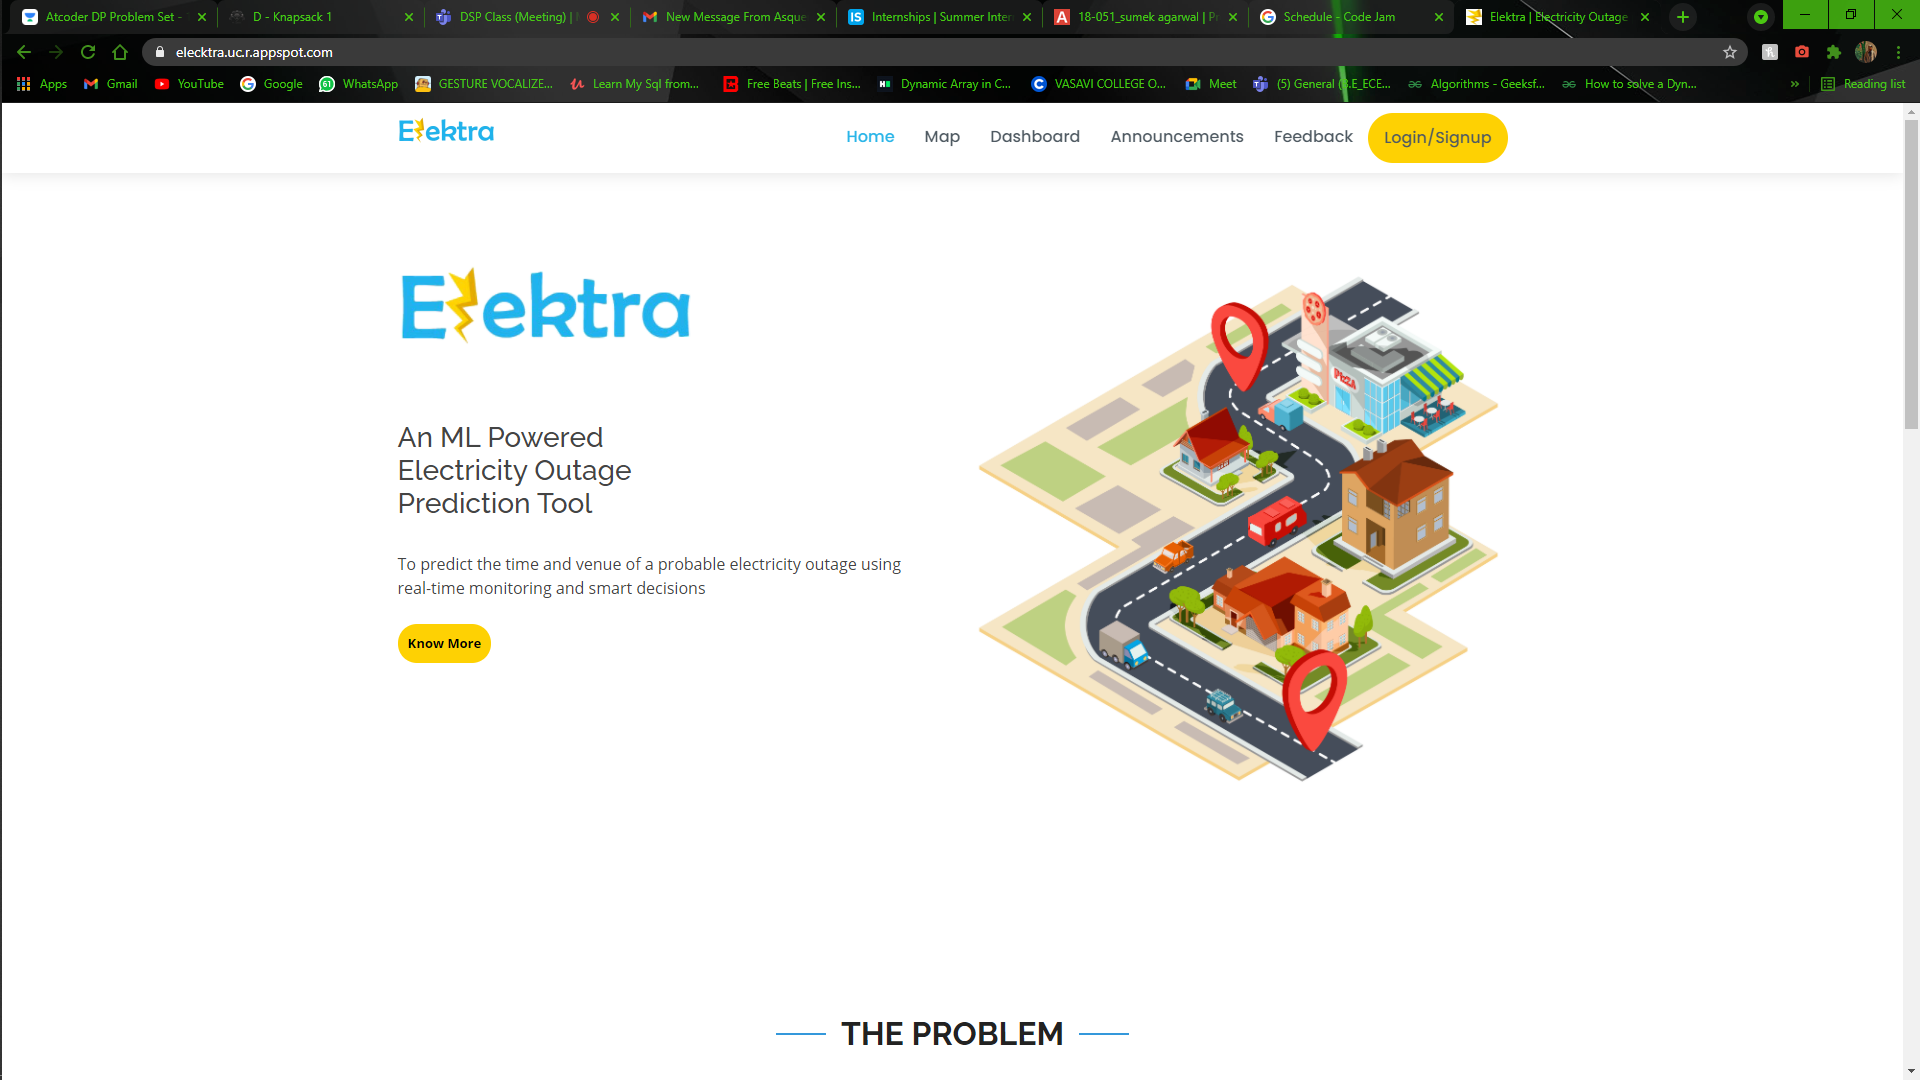 Atcoder DP Problem Set -
D - Knapsack 1
DSP Class (Meeting) |
New Message From Asque
Internships | Summer Inter
18-051_sumek agarwal | Pr
Schedule - Code Jam
Elektra | Electricity Outage
elecktra.uc.r.appspot.com
Apps
Gmail
YouTube
Google
61
WhatsApp
GESTURE VOCALIZE...
Learn My Sql from...
Free Beats | Free Ins...
Dynamic Array in C...
VASAVI COLLEGE O...
Meet
(5) General (B.E_ECE...
Algorithms - Geeksf...
How to solve a Dyn...
»
Reading list
Elektra
Home
Map
Dashboard
Announcements
Feedback
Login/Signup
Elektra
PIZZA
An ML Powered
Electricity Outage
Prediction Tool
To predict the time and venue of a probable electricity outage using
real-time monitoring and smart decisions
Know More
THE PROBLEM